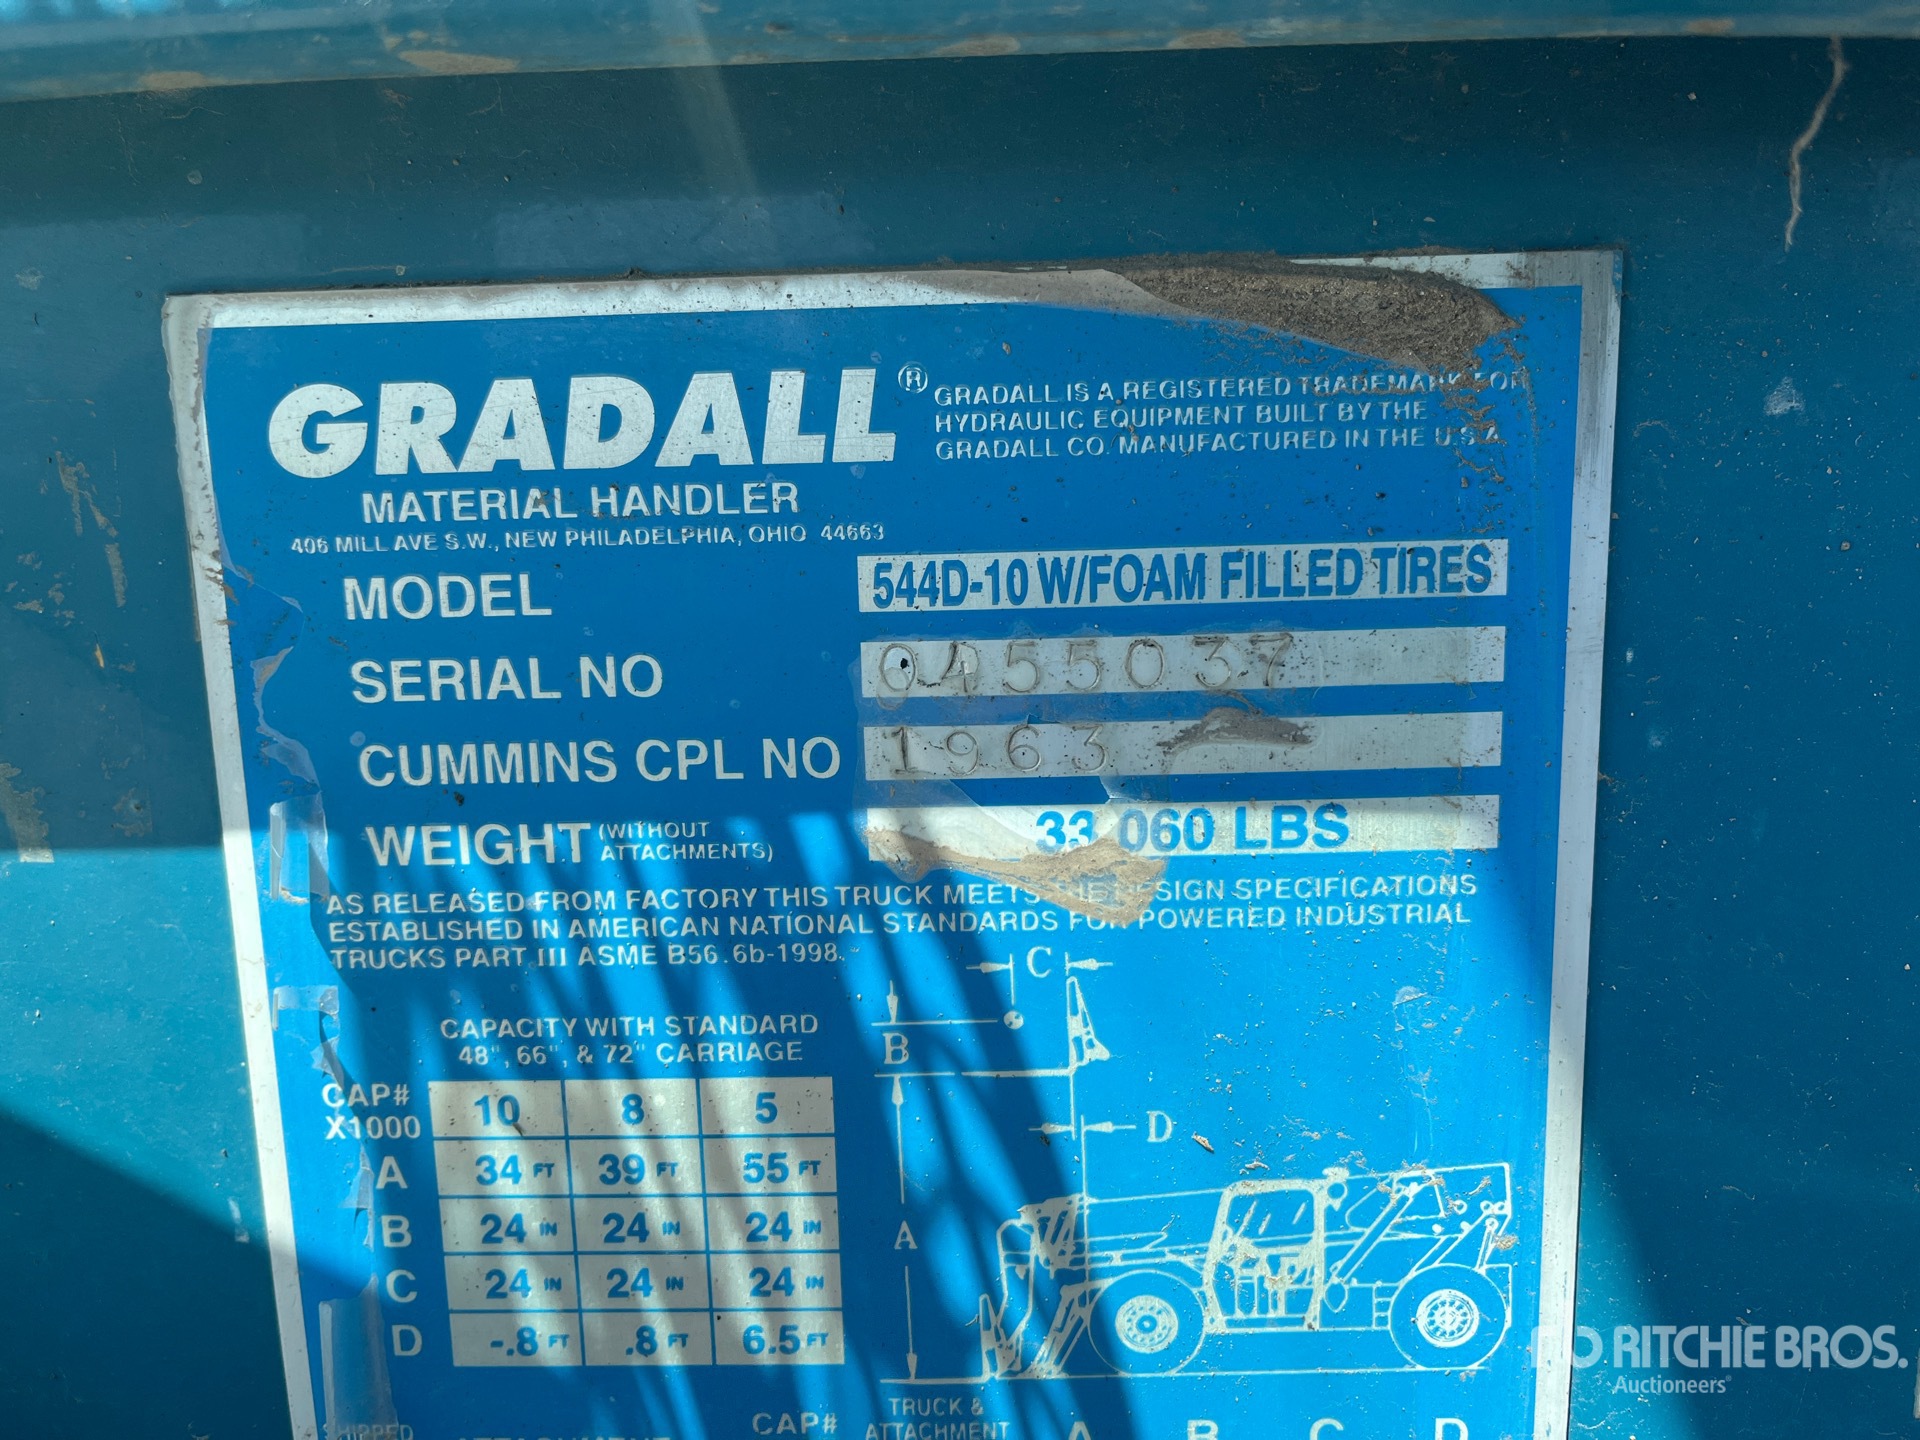 GRADALL®
GRADALL IS A REGISTERED TRADEMARK FOR
HYDRAULIC EQUIPMENT BUILT BY THE
GRADALL CO. MANUFACTURED IN THE U.S.A.
MATERIAL HANDLER
406 MILL AVE S.W., NEW PHILADELPHIA, OHIO 44663
MODEL 544D-10 W/FOAM FILLED TIRES
SERIAL NO 0455037
CUMMINS CPL NO 1963
WEIGHT (WITHOUT ATTACHMENTS) 33,060 LBS
AS RELEASED FROM FACTORY THIS TRUCK MEETS THE DESIGN SPECIFICATIONS
ESTABLISHED IN AMERICAN NATIONAL STANDARDS FOR POWERED INDUSTRIAL
TRUCKS PART III ASME B56.6b-1998.
CAPACITY WITH STANDARD
48", 66", & 72" CARRIAGE
CAP# X1000 10 8 5
A 34 FT 39 FT 55 FT
B 24 IN 24 IN 24 IN
C 24 IN 24 IN 24 IN
D -.8 FT .8 FT 6.5 FT
C
B
D
A
SHIPPED
CAP#
TRUCK &
ATTACHMENT A B C D
RITCHIE BROS.
Auctioneers